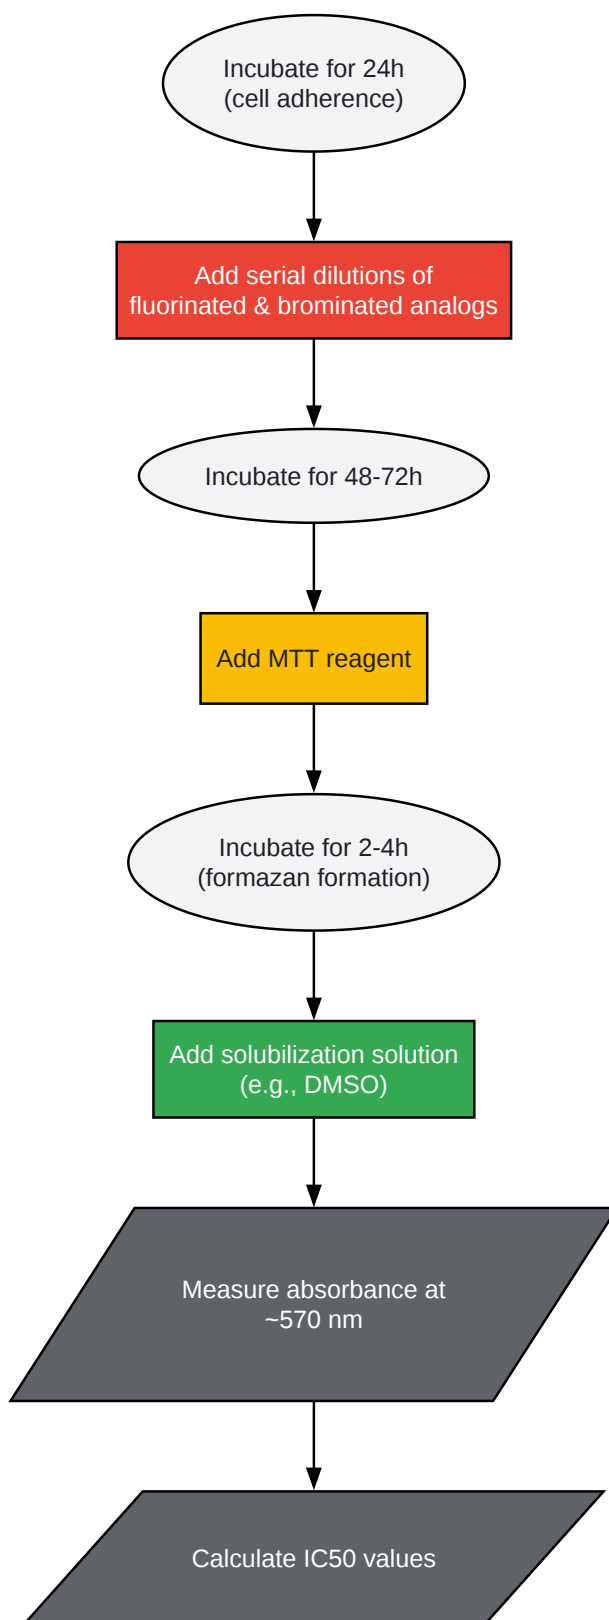 Incubate for 24h
(cell adherence)
Add serial dilutions of
fluorinated & brominated analogs
Incubate for 48-72h
Add MTT reagent
Incubate for 2-4h
(formazan formation)
Add solubilization solution
(e.g., DMSO)
Measure absorbance at
~570 nm
Calculate IC50 values